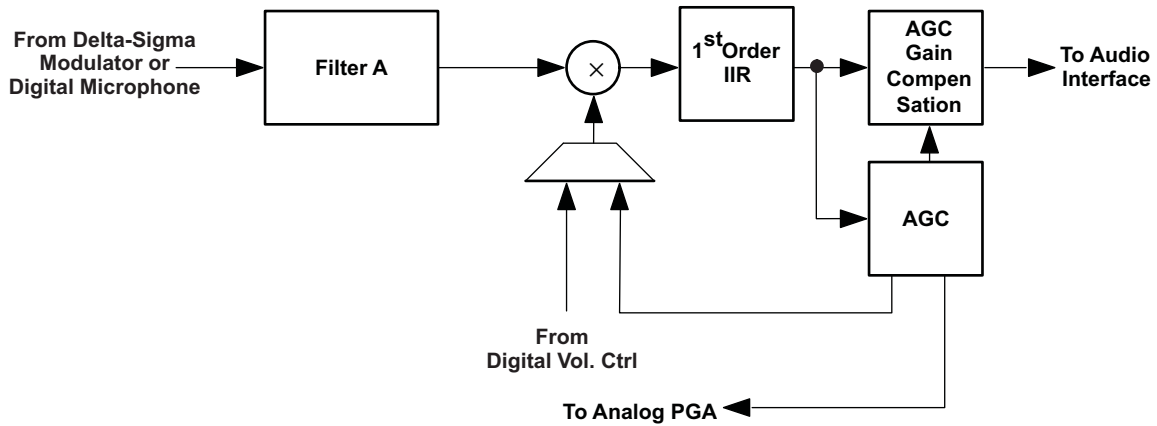 From Delta-Sigma
Modulator or
Digital Microphone
Filter A
×
1st Order
IIR
AGC
Gain
Compen
Sation
To Audio
Interface
AGC
From
Digital Vol. Ctrl
To Analog PGA